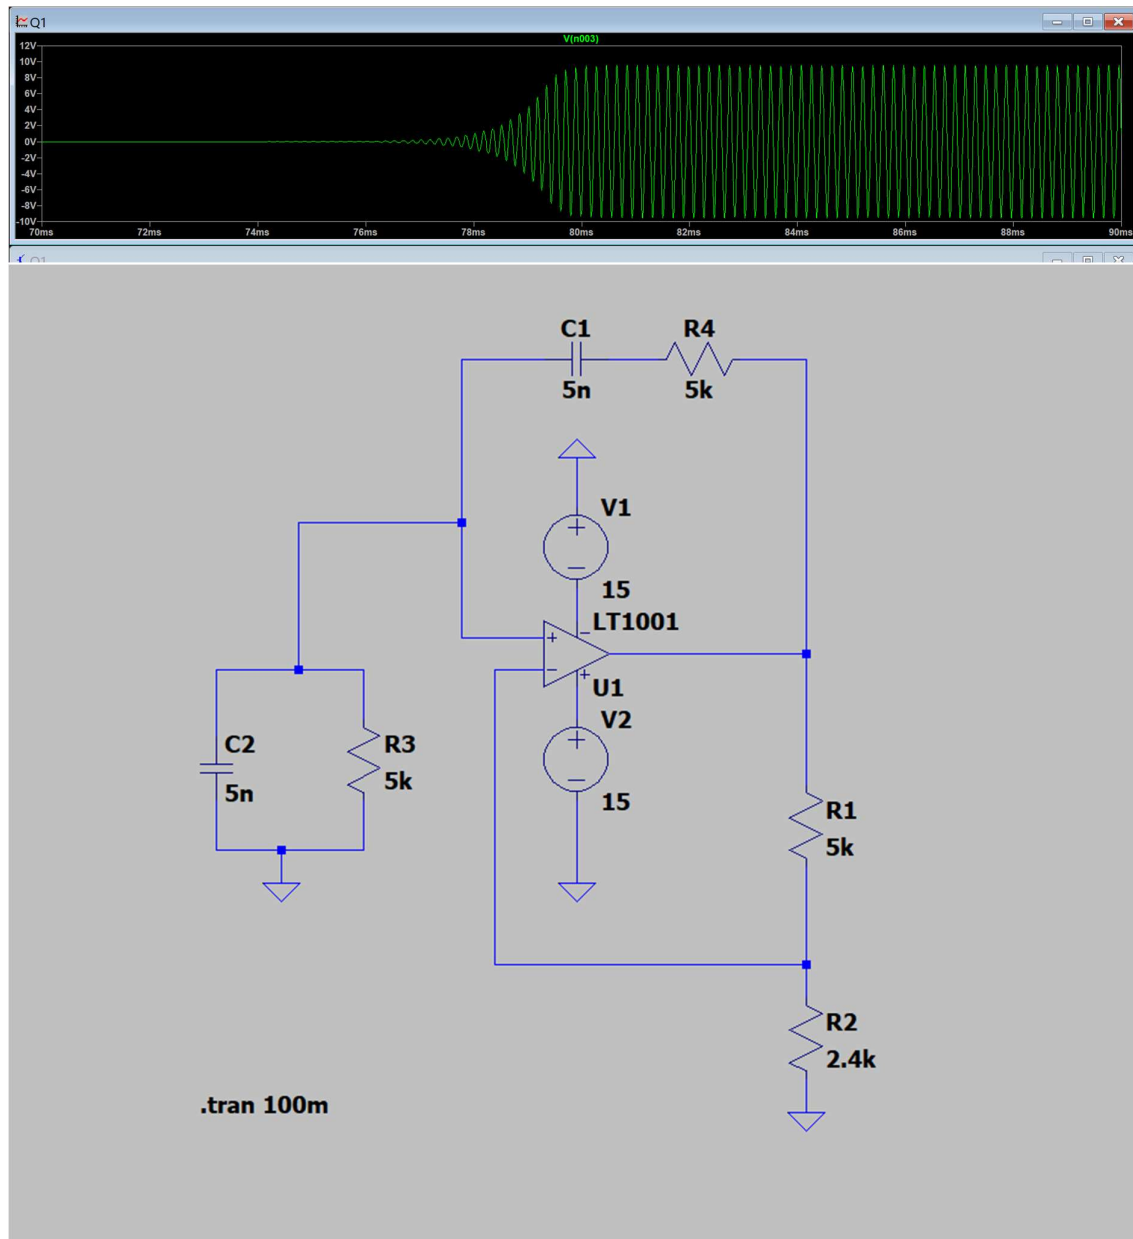 Q1
V(n003)
12V
10V
8V
6V
4V
2V
0V
-2V
-4V
-6V
-8V
-10V
70ms 72ms 74ms 76ms 78ms 80ms 82ms 84ms 86ms 88ms 90ms
Q1
C1 R4
5n 5k
V1
15
LT1001
U1
V2
15
C2 R3
5n 5k
R1
5k
R2
2.4k
.tran 100m